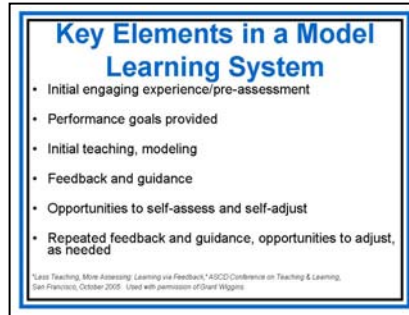 Key Elements in a Model
Learning System
• Initial engaging experience/pre-assessment
• Performance goals provided
• Initial teaching, modeling
• Feedback and guidance
• Opportunities to self-assess and self-adjust
• Repeated feedback and guidance, opportunities to adjust,
as needed
"Less Teaching, More Assessing: Learning via Feedback," ASCD Conference on Teaching & Learning,
San Francisco, October 2005. Used with permission of Grant Wiggins